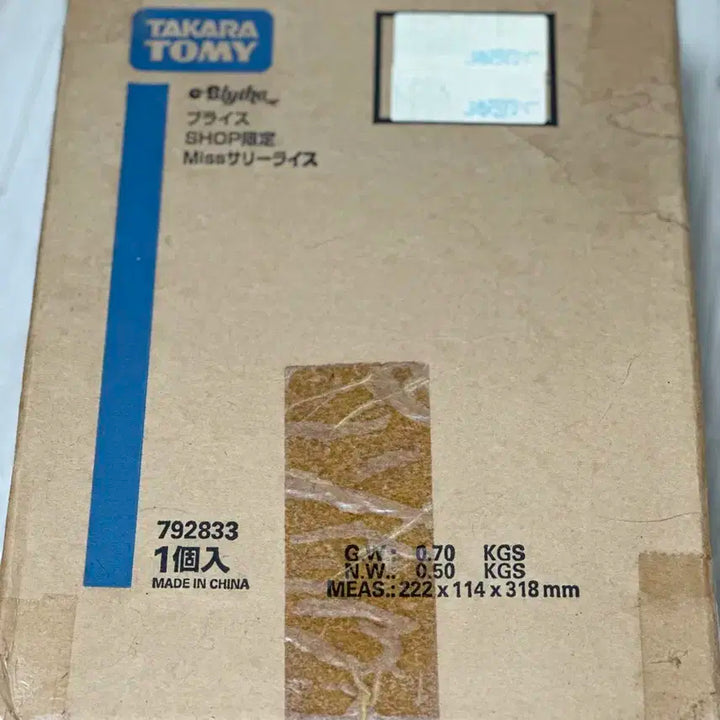 TAKARA
TOMY
Blythe
ブライス
SHOP限定
Missサリーライス
792833
1個入
MADE IN CHINA
G.W.: 0.70 KGS
N.W.: 0.50 KGS
MEAS.: 222 x 114 x 318 mm